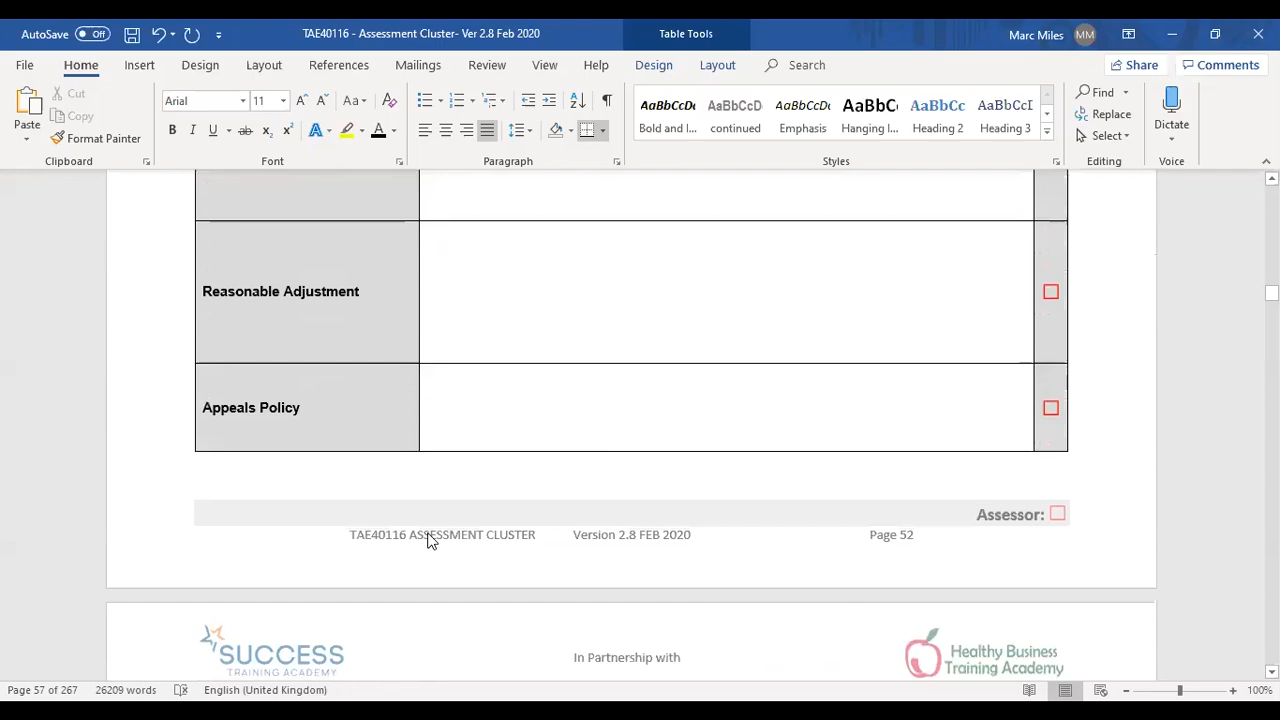 AutoSave Off TAE40116 - Assessment Cluster- Ver 2.8 Feb 2020 Table Tools Marc Miles MM
File Home Insert Design Layout References Mailings Review View Help Design Layout Search Share Comments
Paste
Cut
Copy
Format Painter
Clipboard
Arial 11
Font
Paragraph
AaBbCcDc AaBbCcDc AaBbCcDc AaBbC AaBbCc AaBbCcD
Bold and I... continued Emphasis Hanging I... Heading 2 Heading 3
Styles
Find
Replace
Select
Editing
Dictate
Voice
Reasonable Adjustment
Appeals Policy
Assessor:
TAE40116 ASSESSMENT CLUSTER Version 2.8 FEB 2020 Page 52
SUCCESS
TRAINING ACADEMY
In Partnership with
Healthy Business
Training Academy
Page 57 of 267 26209 words English (United Kingdom) 100%